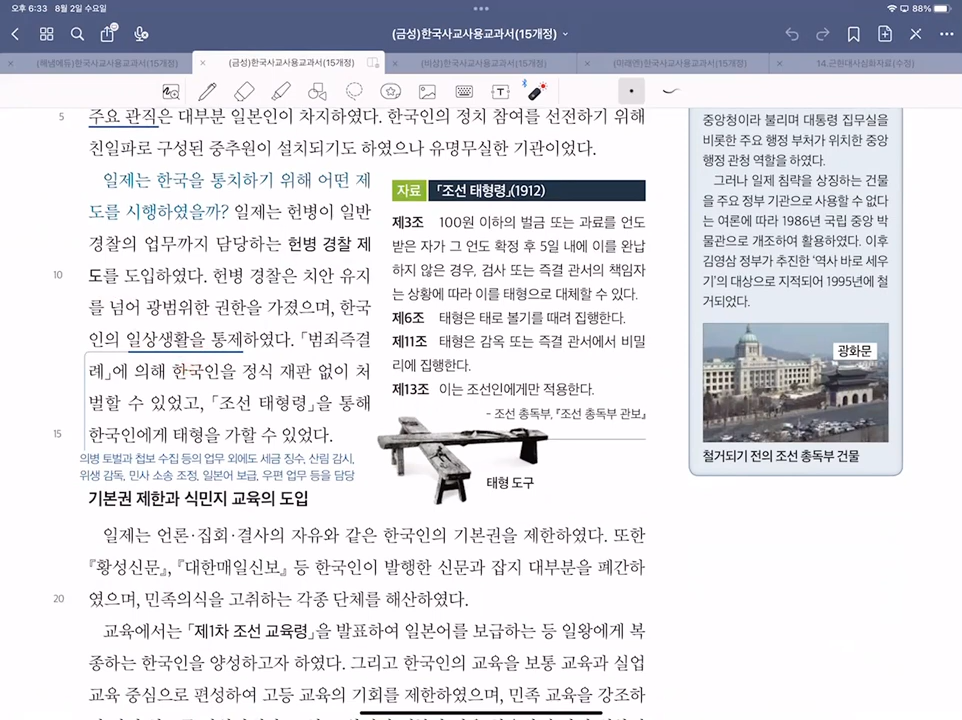 오후 6:33 8월 2일 수요일
88%
(금성)한국사교사용교과서(15개정)
(해냄에듀)한국사교사용교과서(15개정)
(금성)한국사교사용교과서(15개정)
(비상)한국사교사용교과서(15개정)
(미래엔)한국사교사용교과서(15개정)
14.근현대사심화자료(수정)
5 주요 관직은 대부분 일본인이 차지하였다. 한국인의 정치 참여를 선전하기 위해
친일파로 구성된 중추원이 설치되기도 하였으나 유명무실한 기관이었다.
일제는 한국을 통치하기 위해 어떤 제
도를 시행하였을까? 일제는 헌병이 일반
경찰의 업무까지 담당하는 헌병 경찰 제
10 도를 도입하였다. 헌병 경찰은 치안 유지
를 넘어 광범위한 권한을 가졌으며, 한국
인의 일상생활을 통제하였다. 「범죄즉결
례」에 의해 한국인을 정식 재판 없이 처
벌할 수 있었고, 「조선 태형령」을 통해
15 한국인에게 태형을 가할 수 있었다.
의병 토벌과 첩보 수집 등의 업무 외에도 세금 징수, 산림 감시,
위생 감독, 민사 소송 조정, 일본어 보급, 우편 업무 등을 담당
자료 「조선 태형령」(1912)
제3조 100원 이하의 벌금 또는 과료를 언도
받은 자가 그 언도 확정 후 5일 내에 이를 완납
하지 않은 경우, 검사 또는 즉결 관서의 책임자
는 상황에 따라 이를 태형으로 대체할 수 있다.
제6조 태형은 태로 볼기를 때려 집행한다.
제11조 태형은 감옥 또는 즉결 관서에서 비밀
리에 집행한다.
제13조 이는 조선인에게만 적용한다.
- 조선 총독부, 『조선 총독부 관보』
태형 도구
기본권 제한과 식민지 교육의 도입
일제는 언론·집회·결사의 자유와 같은 한국인의 기본권을 제한하였다. 또한
『황성신문』, 『대한매일신보』 등 한국인이 발행한 신문과 잡지 대부분을 폐간하
20 였으며, 민족의식을 고취하는 각종 단체를 해산하였다.
교육에서는 「제1차 조선 교육령」을 발표하여 일본어를 보급하는 등 일왕에게 복
종하는 한국인을 양성하고자 하였다. 그리고 한국인의 교육을 보통 교육과 실업
교육 중심으로 편성하여 고등 교육의 기회를 제한하였으며, 민족 교육을 강조하
중앙청이라 불리며 대통령 집무실을
비롯한 주요 행정 부처가 위치한 중앙
행정 관청 역할을 하였다.
그러나 일제 침략을 상징하는 건물
을 주요 정부 기관으로 사용할 수 없다
는 여론에 따라 1986년 국립 중앙 박
물관으로 개조하여 활용하였다. 이후
김영삼 정부가 추진한 '역사 바로 세우
기'의 대상으로 지적되어 1995년에 철
거되었다.
광화문
철거되기 전의 조선 총독부 건물